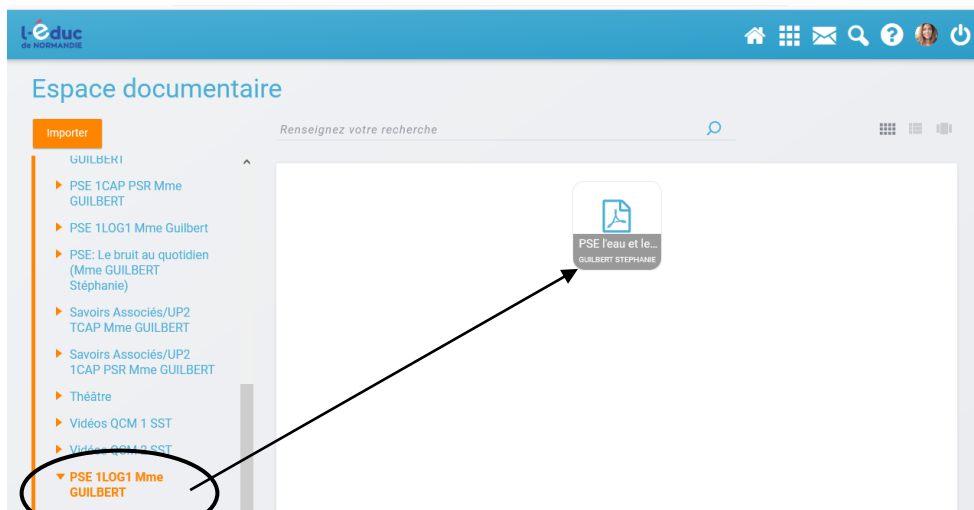 l-éduc
de NORMANDIE
Espace documentaire
Importer
Renseignez votre recherche
GUILBERT
PSE 1CAP PSR Mme
GUILBERT
PSE 1LOG1 Mme Guilbert
PSE: Le bruit au quotidien
(Mme GUILBERT
Stéphanie)
Savoirs Associés/UP2
TCAP Mme GUILBERT
Savoirs Associés/UP2
1CAP PSR Mme GUILBERT
Théâtre
Vidéos QCM 1 SST
Vidéos QCM 2 SST
PSE 1LOG1 Mme
GUILBERT
PSE l'eau et le...
GUILBERT STEPHANIE